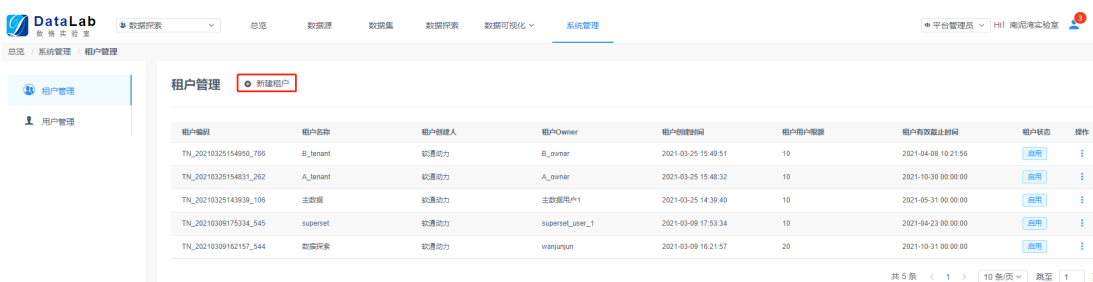 DataLab
数据实验室
数据探索
总览
数据源
数据集
数据探索
数据可视化
系统管理
平台管理员
Hi! 南泥湾实验室
3
总览 / 系统管理 / 租户管理
租户管理
用户管理
租户管理
新建租户
租户编码 租户名称 租户创建人 租户Owner 租户创建时间 租户用户限额 租户有效截止时间 租户状态 操作
TN_20210325154950_766 B_tenant 软通动力 B_owner 2021-03-25 15:49:51 10 2021-04-08 10:21:56 启用
TN_20210325154831_262 A_tenant 软通动力 A_owner 2021-03-25 15:48:32 10 2021-10-30 00:00:00 启用
TN_20210325143939_106 主数据 软通动力 主数据用户1 2021-03-25 14:39:40 10 2021-05-31 00:00:00 启用
TN_20210309175334_545 superset 软通动力 superset_user_1 2021-03-09 17:53:34 10 2021-04-23 00:00:00 启用
TN_20210309162157_544 数据探索 软通动力 wanjunjun 2021-03-09 16:21:57 20 2021-10-31 00:00:00 启用
共 5 条 < 1 > 10 条/页 跳至 1